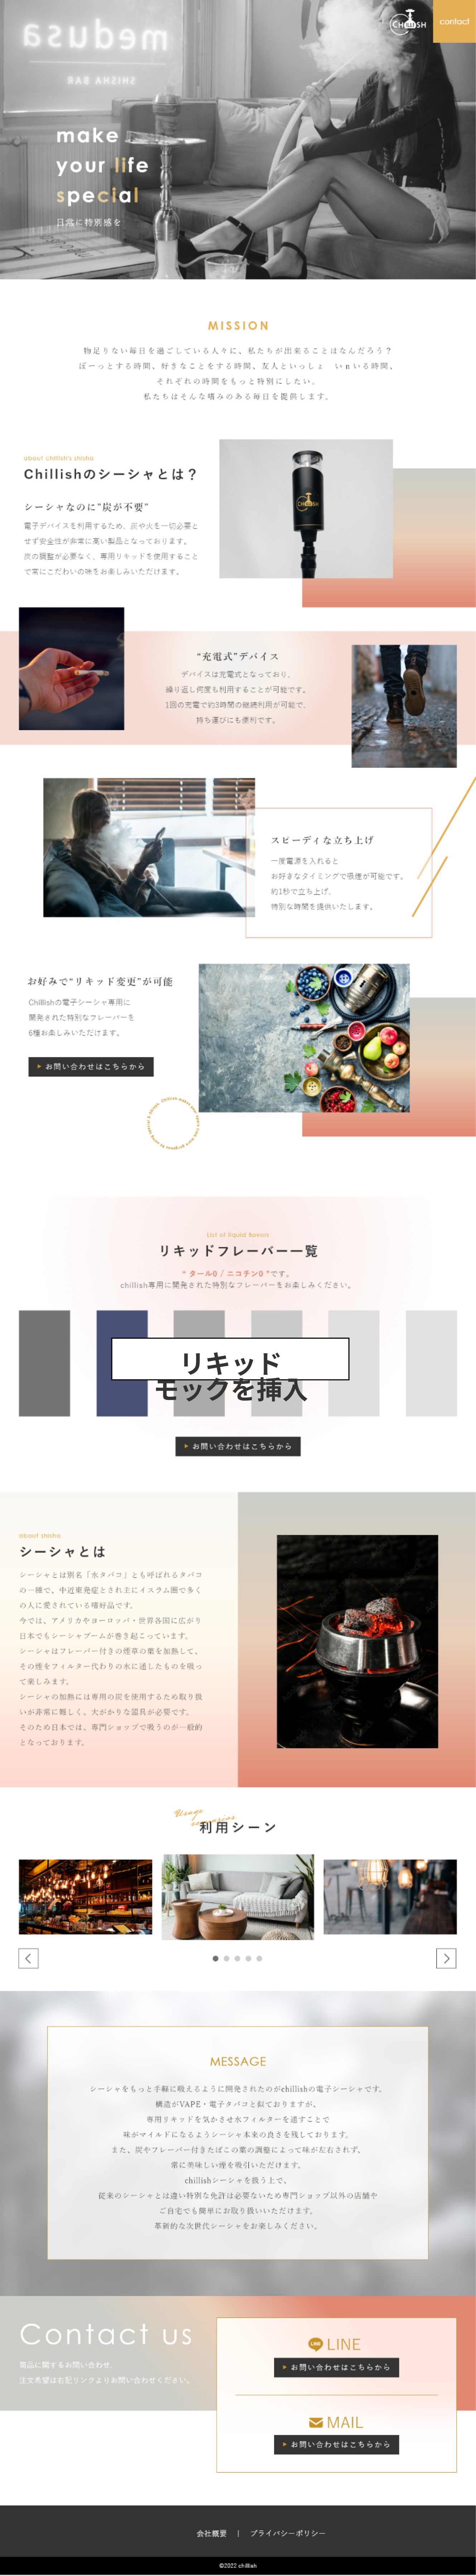 medusa
SHISHA BAR
CHILLISH
contact
make
your life
special
日常に特別感を
MISSION
物足りない毎日を過ごしている人々に、私たちが出来ることはなんだろう？
ぼーっとする時間、好きなことをする時間、友人といっしょ　いnいる時間、
それぞれの時間をもっと特別にしたい。
私たちはそんな嗜みのある毎日を提供します。
about chillish's shisha
Chillishのシーシャとは？
シーシャなのに"炭が不要"
電子デバイスを利用するため、炭や火を一切必要と
せず安全性が非常に高い製品となっております。
炭の調整が必要なく、専用リキッドを使用すること
で常にこだわいの味をお楽しみいただけます。
CHILLISH
“充電式”デバイス
デバイスは充電式となっており、
繰り返し何度も利用することが可能です。
1回の充電で約3時間の継続利用が可能で、
持ち運びにも便利です。
スピーディな立ち上げ
一度電源を入れると
お好きなタイミングで吸煙が可能です。
約1秒で立ち上げ、
特別な時間を提供いたします。
お好みで“リキッド変更”が可能
Chilllishの電子シーシャ専用に
開発された特別なフレーバーを
6種お楽しみいただけます。
お問い合わせはこちらから
List of liquid flavors
リキッドフレーバー一覧
“ タール0 / ニコチン0 ”です。
chillish専用に開発された特別なフレーバーをお楽しみください。
リキッド
モックを挿入
お問い合わせはこちらから
about shisha
シーシャとは
シーシャとは別名「水タバコ」とも呼ばれるタバコ
の一種で、中近東発症とされ主にイスラム圏で多く
の人に愛されている嗜好品です。
今では、アメリカやヨーロッパ・世界各国に広がり
日本でもシーシャブームが巻き起こっています。
シーシャはフレーバー付きの煙草の葉を加熱して、
その煙をフィルター代わりの水に通したものを吸っ
て楽しみます。
シーシャの加熱には専用の炭を使用するため取り扱
いが非常に難しく、大がかりな器具が必要です。
そのため日本では、専門ショップで吸うのが一般的
となっております。
Usage
scenarios
利用シーン
MESSAGE
シーシャをもっと手軽に吸えるように開発されたのがchillishの電子シーシャです。
構造がVAPE・電子タバコと似ておりますが、
専用リキッドを気かさせ水フィルターを通すことで
味がマイルドになるようシーシャ本来の良さを残しております。
また、炭やフレーバー付きたばこの葉の調整によって味が左右されず、
常に美味しい煙を吸引いただけます。
chillishシーシャを扱う上で、
従来のシーシャとは違い特別な免許は必要ないため専門ショップ以外の店舗や
ご自宅でも簡単にお取り扱いいただけます。
革新的な次世代シーシャをお楽しみください。
Contact us
商品に関するお問い合わせ、
注文希望は右記リンクよりお問い合わせください。
LINE
LINE
お問い合わせはこちらから
MAIL
お問い合わせはこちらから
会社概要　|　プライバシーポリシー
©2022 chillish